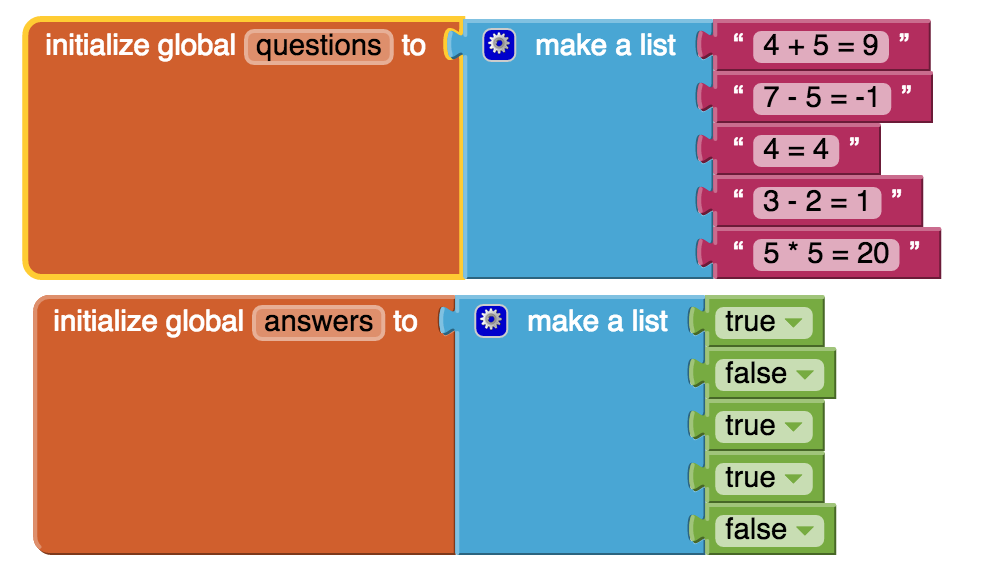 initialize global questions to make a list “ 4 + 5 = 9 ”
“ 7 - 5 = -1 ”
“ 4 = 4 ”
“ 3 - 2 = 1 ”
“ 5 * 5 = 20 ”
initialize global answers to make a list true
false
true
true
false